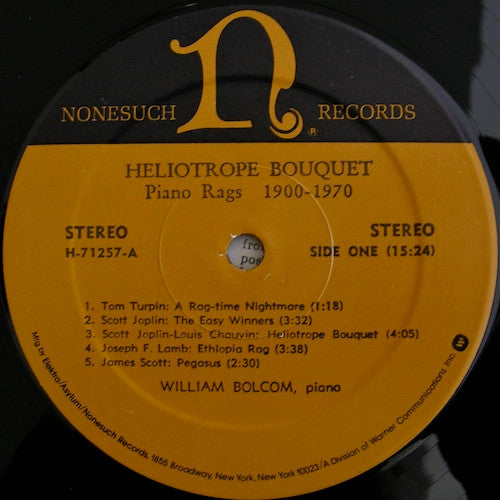 n
NONESUCH RECORDS
®
HELIOTROPE BOUQUET
Piano Rags 1900-1970
STEREO STEREO
H-71257-A SIDE ONE (15:24)
fro
pos
1. Tom Turpin: A Rag-time Nightmare (1:18)
2. Scott Joplin: The Easy Winners (3:32)
3. Scott Joplin-Louis Chauvin: Heliotrope Bouquet (4:05)
4. Joseph F. Lamb: Ethiopia Rag (3:38)
5. James Scott: Pegasus (2:30)
WILLIAM BOLCOM, piano
Mfg by Elektra/Asylum/Nonesuch Records, 1855 Broadway, New York, New York 10023/A Division of Warner Communications Inc.